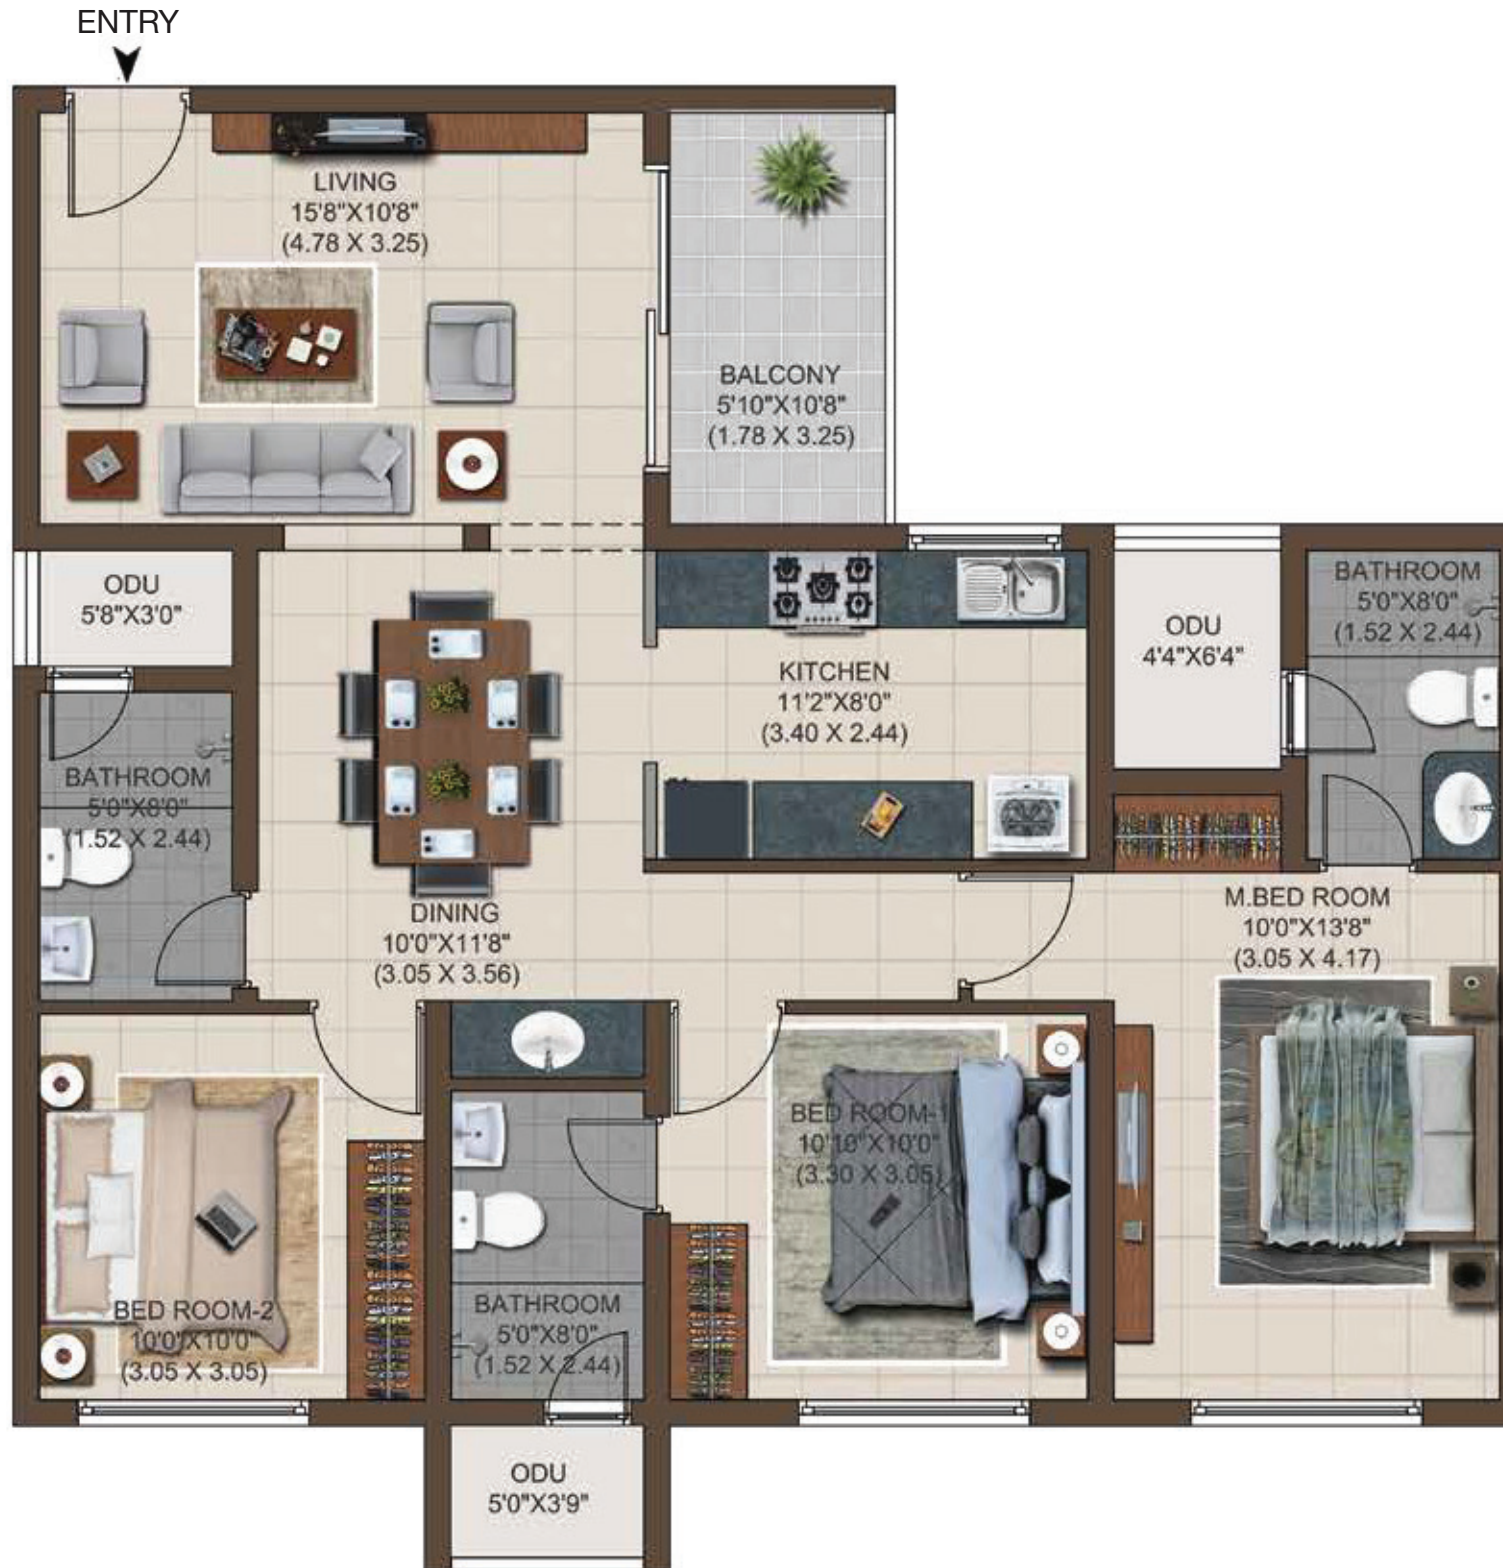 ENTRY
LIVING
15'8"X10'8"
(4.78 X 3.25)
BALCONY
5'10"X10'8"
(1.78 X 3.25)
ODU
5'8"X3'0"
BATHROOM
5'0"X8'0"
(1.52 X 2.44)
KITCHEN
11'2"X8'0"
(3.40 X 2.44)
ODU
4'4"X6'4"
BATHROOM
5'0"X8'0"
(1.52 X 2.44)
DINING
10'0"X11'8"
(3.05 X 3.56)
M.BED ROOM
10'0"X13'8"
(3.05 X 4.17)
BED ROOM-1
10'10"X10'0"
(3.30 X 3.05)
BED ROOM-2
10'0"X10'0"
(3.05 X 3.05)
BATHROOM
5'0"X8'0"
(1.52 X 2.44)
ODU
5'0"X3'9"